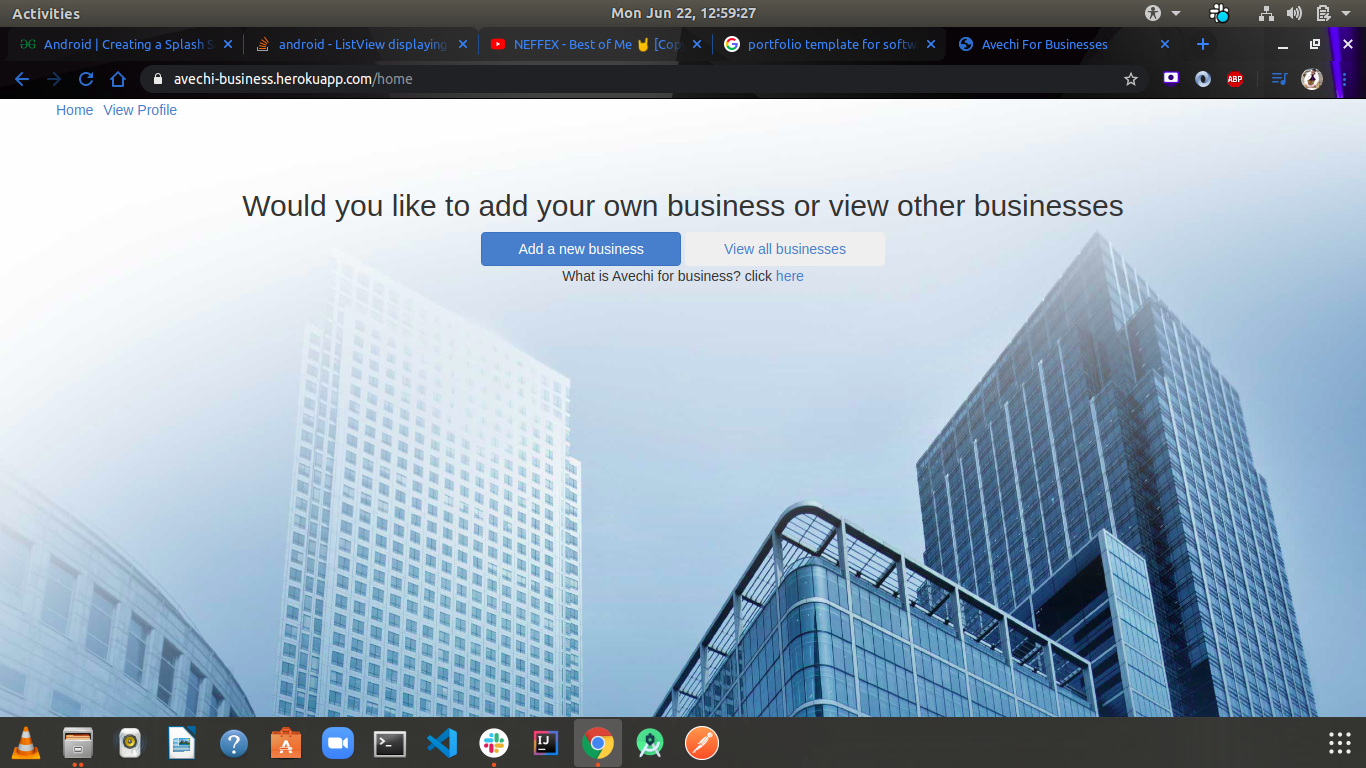 Activities
Mon Jun 22, 12:59:27
Android | Creating a Splash S
android - ListView displaying
NEFFEX - Best of Me 🤘 [Cop
portfolio template for softw
Avechi For Businesses
avechi-business.herokuapp.com/home
ABP
Home View Profile
Would you like to add your own business or view other businesses
Add a new business
View all businesses
What is Avechi for business? click here